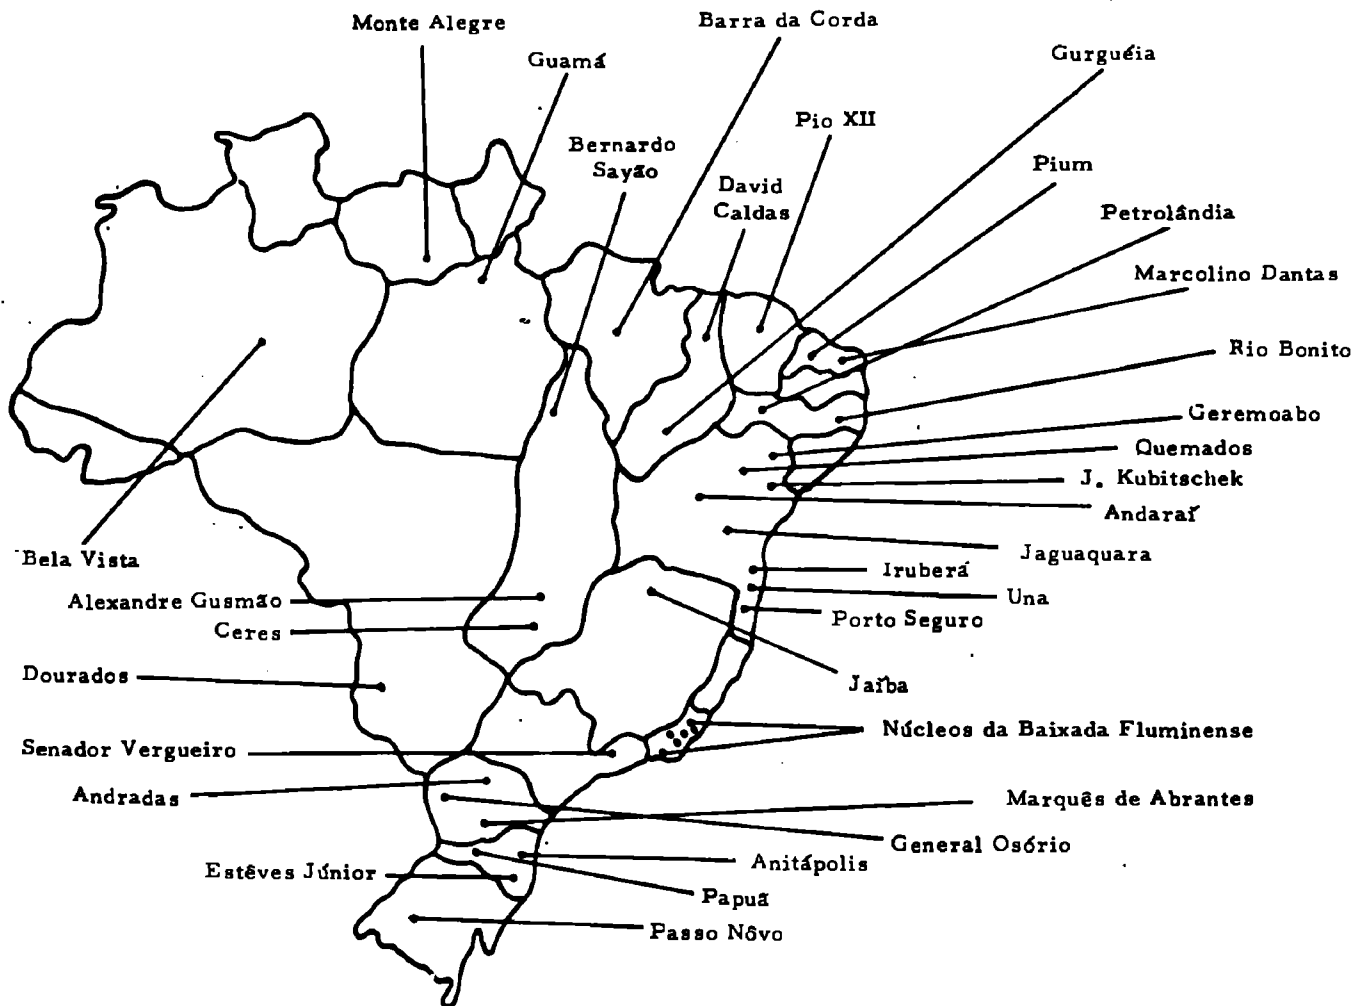 Monte Alegre
Barra da Corda
Guamá
Gurguéia
Pio XII
Bernardo
Sayão
Pium
David
Caldas
Petrolândia
Marcolino Dantas
Rio Bonito
Geremoabo
Quemados
J. Kubitschek
Andaraí
Jaguaquara
Bela Vista
Iruberá
Alexandre Gusmão
Una
Ceres
Porto Seguro
Dourados
Jaíba
Núcleos da Baixada Fluminense
Senador Vergueiro
Andradas
Marquês de Abrantes
General Osório
Anitápolis
Estêves Júnior
Papuã
Passo Nôvo